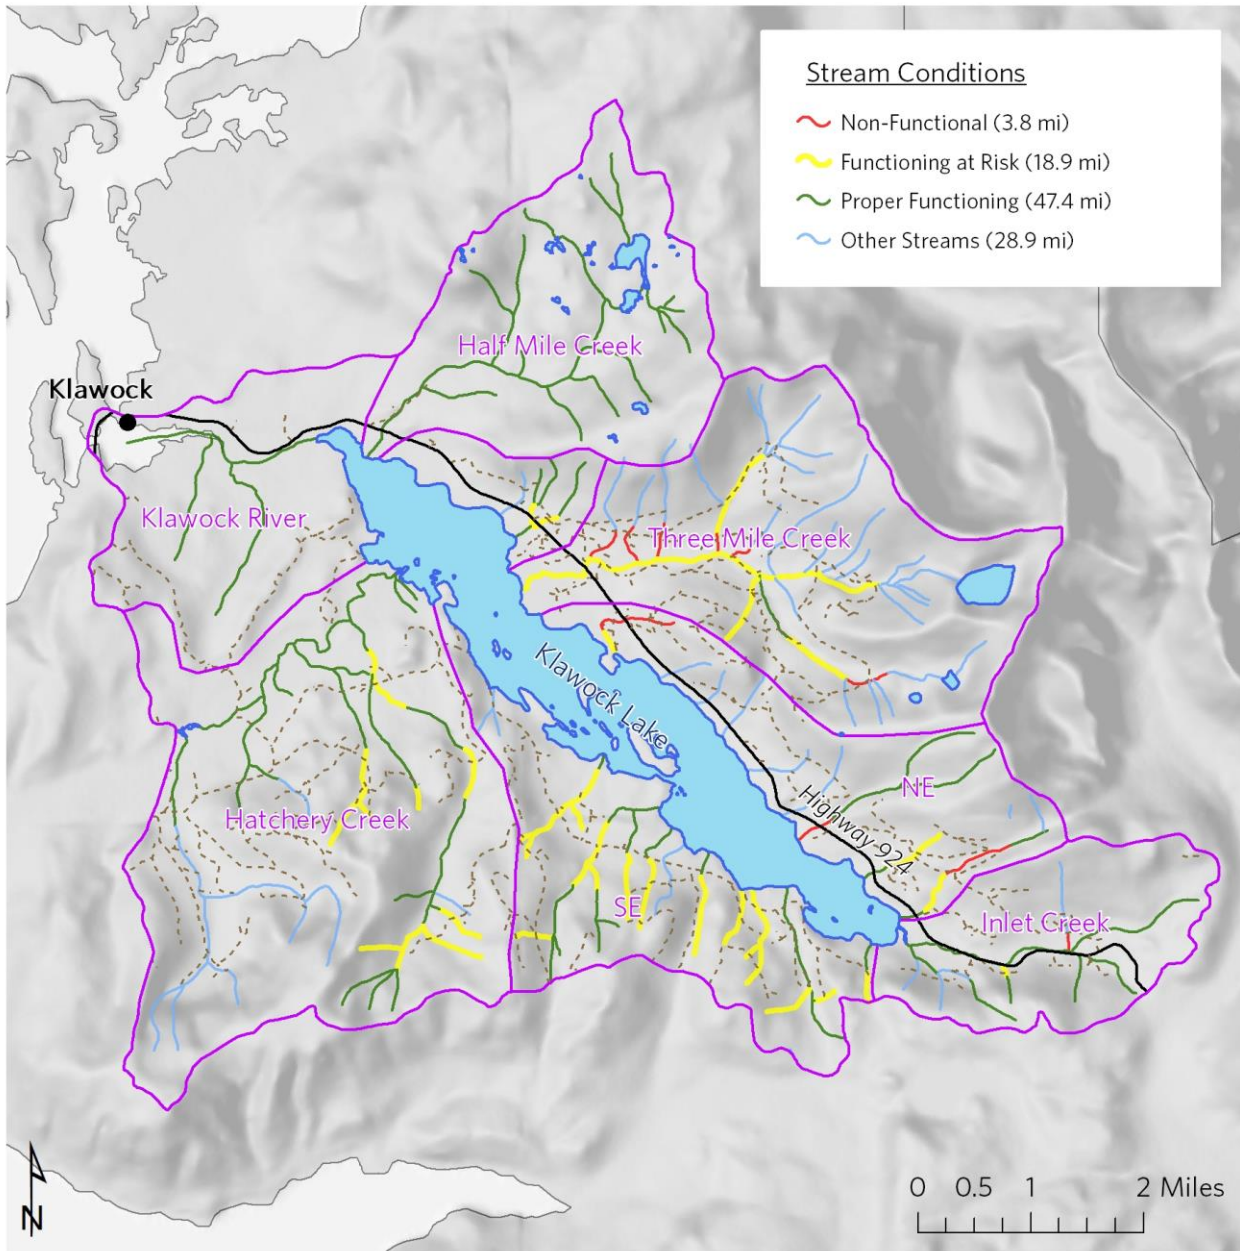 Stream Conditions
Non-Functional (3.8 mi)
Functioning at Risk (18.9 mi)
Proper Functioning (47.4 mi)
Other Streams (28.9 mi)
Half Mile Creek
Klawock
Klawock River
Three Mile Creek
Klawock Lake
Highway 924
NE
Hatchery Creek
SE
Inlet Creek
N
0 0.5 1 2 Miles